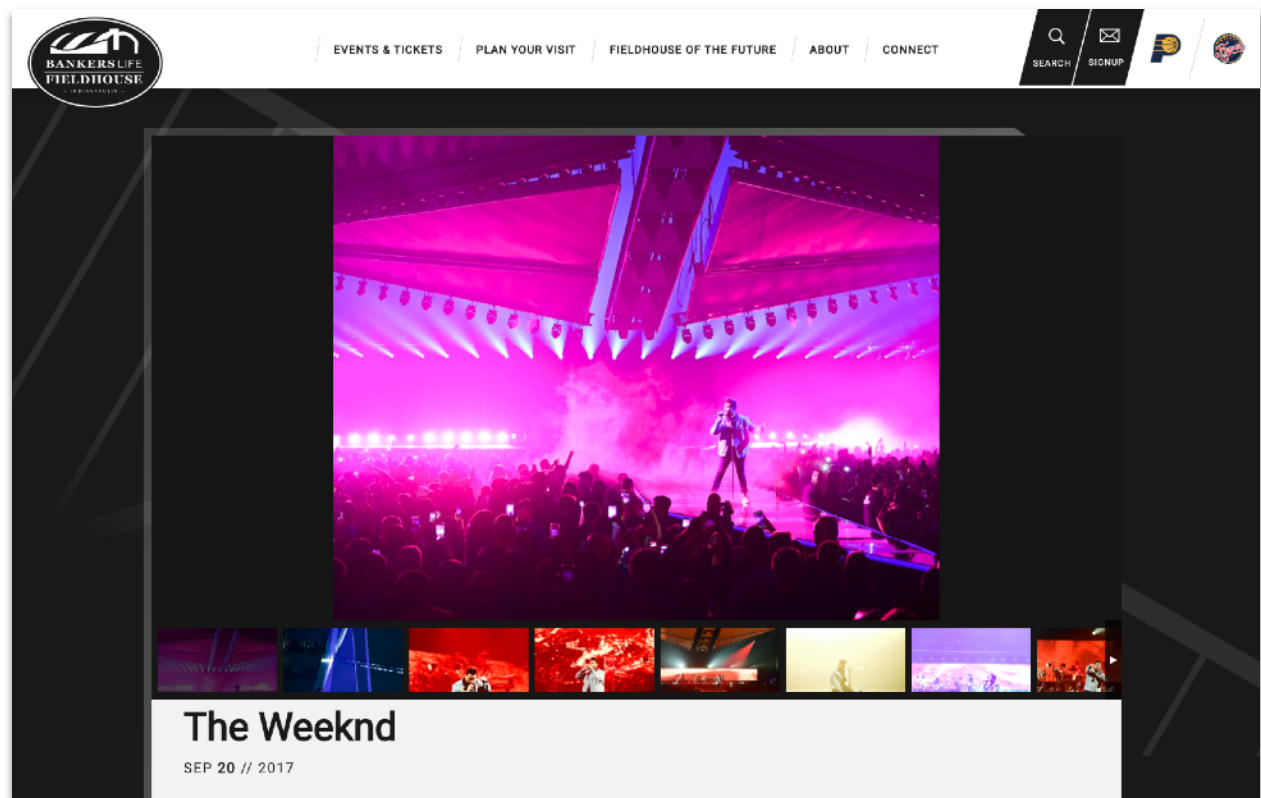 BANKERS LIFE
FIELDHOUSE
– INDIANAPOLIS –
EVENTS & TICKETS
PLAN YOUR VISIT
FIELDHOUSE OF THE FUTURE
ABOUT
CONNECT
SEARCH
SIGNUP
The Weeknd
SEP 20 // 2017